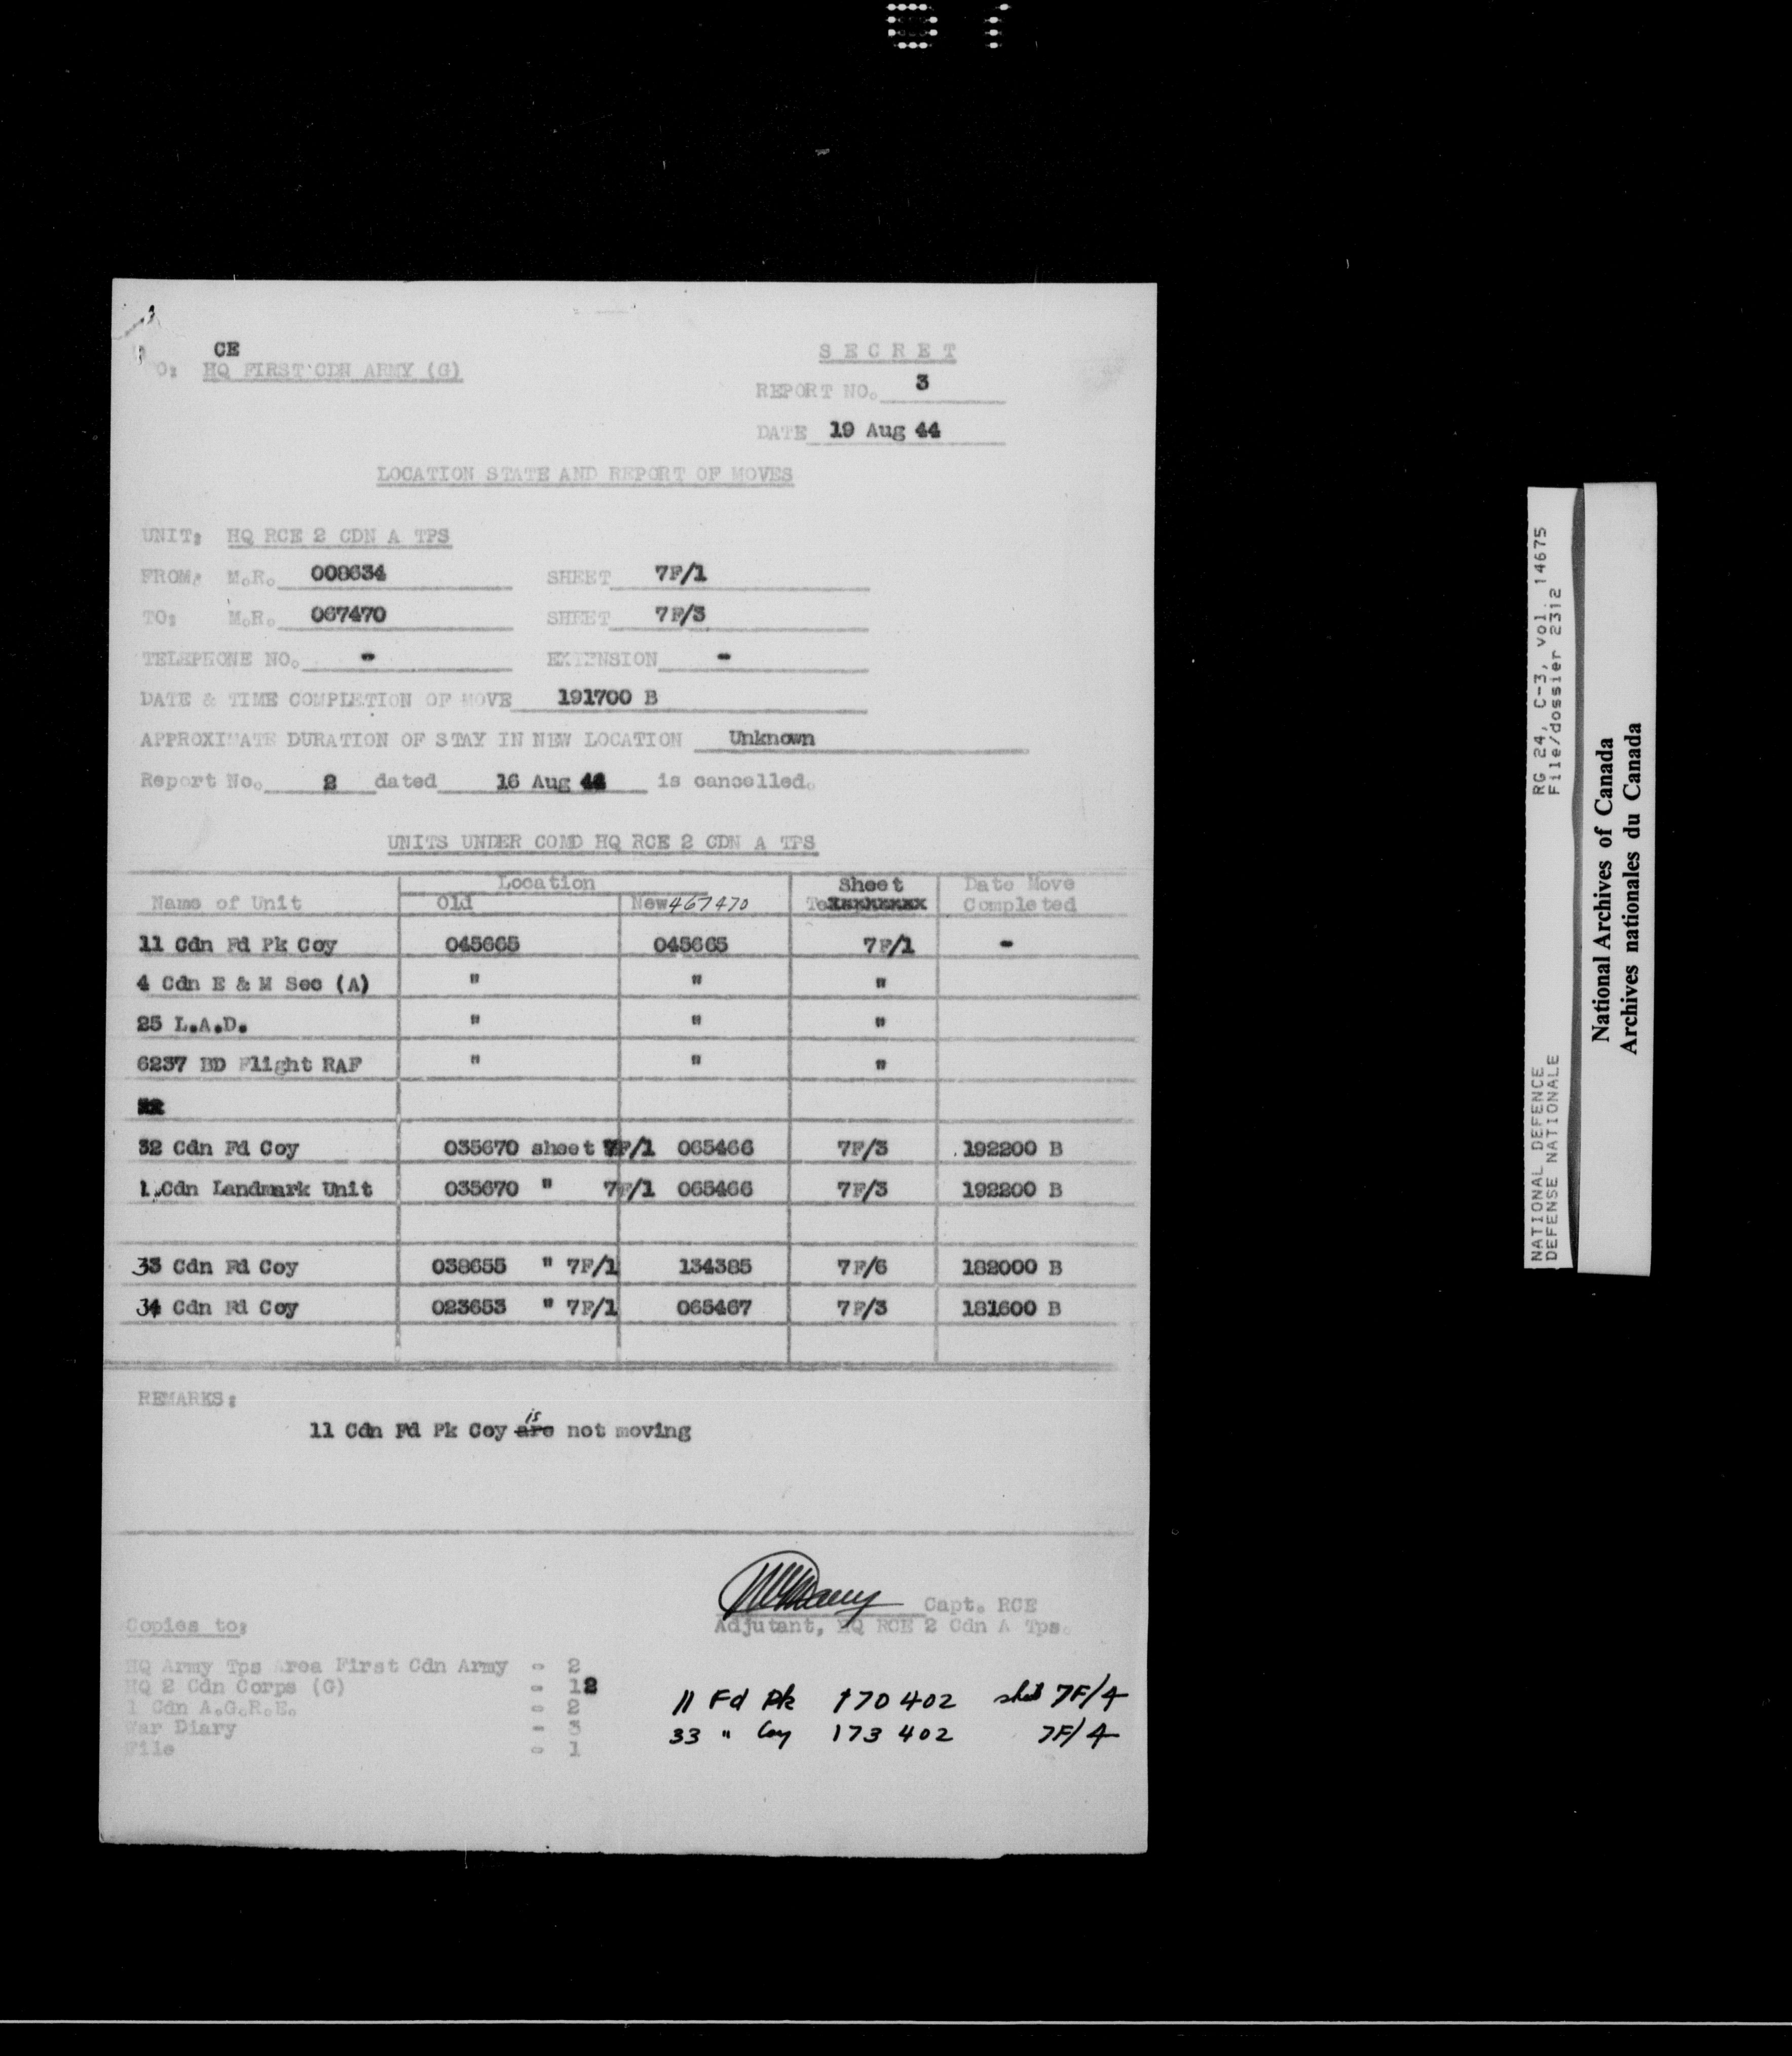 CE
TO: HQ FIRST CDN ARMY (G)
SECRET
REPORT NO. 3
DATE 19 Aug 44
LOCATION STATE AND REPORT OF MOVES
UNIT: HQ RCE 2 CDN A TPS
FROM: M.R. 008634 SHEET 7F/1
TO: M.R. 067470 SHEET 7F/3
TELEPHONE NO. - EXTENSION -
DATE & TIME COMPLETION OF MOVE 191700 B
APPROXIMATE DURATION OF STAY IN NEW LOCATION Unknown
Report No. 2 dated 16 Aug 44 is cancelled.
UNITS UNDER COMD HQ RCE 2 CDN A TPS
Location Sheet Date Move
Name of Unit Old New 467470 Completed
11 Cdn Fd Pk Coy 045665 045665 7F/1 -
4 Cdn E & M Sec (A) " " "
25 L.A.D. " " "
6237 BD Flight RAF " " "
32 Cdn Fd Coy 035670 sheet 7F/1 065466 7F/3 192200 B
1 Cdn Landmark Unit 035670 " 7F/1 065466 7F/3 192200 B
33 Cdn Fd Coy 038655 " 7F/1 134385 7F/6 182000 B
34 Cdn Fd Coy 023653 " 7F/1 065467 7F/3 181600 B
REMARKS:
is
11 Cdn Fd Pk Coy are not moving
Capt. RCE
Adjutant, HQ RCE 2 Cdn A Tps.
Copies to:
HQ Army Tps Area First Cdn Army - 2
HQ 2 Cdn Corps (G) - 12
1 Cdn A.G.R.E. - 2
War Diary - 3
File - 1
11 Fd Pk 170402 sheet 7F/4
33 " Coy 173402 7F/4
NATIONAL DEFENCE RG 24, C-3, vol. 14675
DEFENSE NATIONALE File/dossier 2312
National Archives of Canada
Archives nationales du Canada